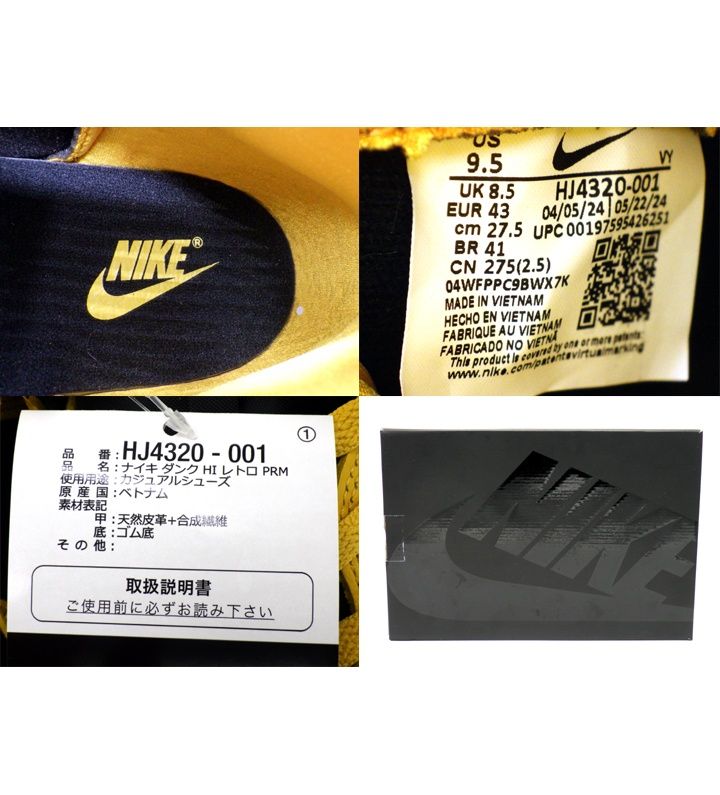 NIKE®
US
9.5
VY
UK 8.5 HJ4320-001
EUR 43 04/05/24 05/22/24
cm 27.5 UPC 00197595426251
BR 41
CN 275(2.5)
04WFPPC9BWX7K
MADE IN VIETNAM
HECHO EN VIETNAM
FABRIQUE AU VIETNAM
FABRICADO NO VIETNÃ
This product is covered by one or more patents:
www.nike.com/patentsvirtualmarking
①
品 番：HJ4320 - 001
品 名：ナイキ ダンク HI レトロ PRM
使用用途：カジュアルシューズ
原 産 国：ベトナム
素材表記
甲：天然皮革+合成繊維
底：ゴム底
そ の 他：
取扱説明書
ご使用前に必ずお読み下さい
NIKE